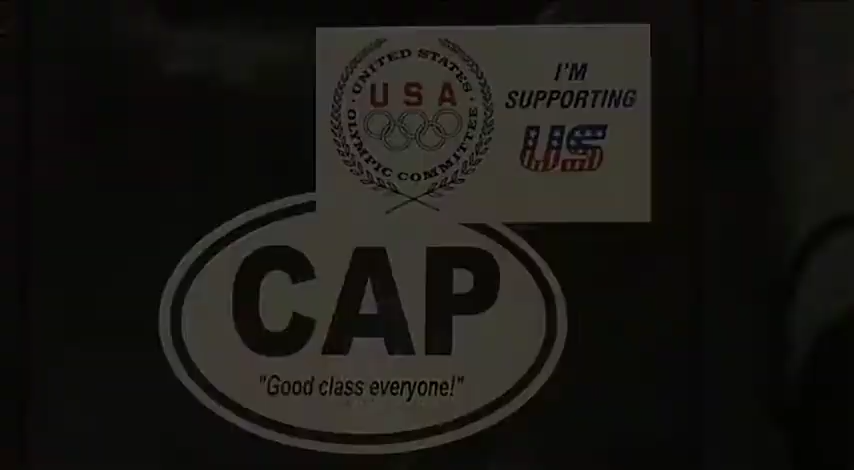 UNITED STATES
USA
OLYMPIC COMMITTEE
I'M
SUPPORTING
US
CAP
"Good class everyone!"